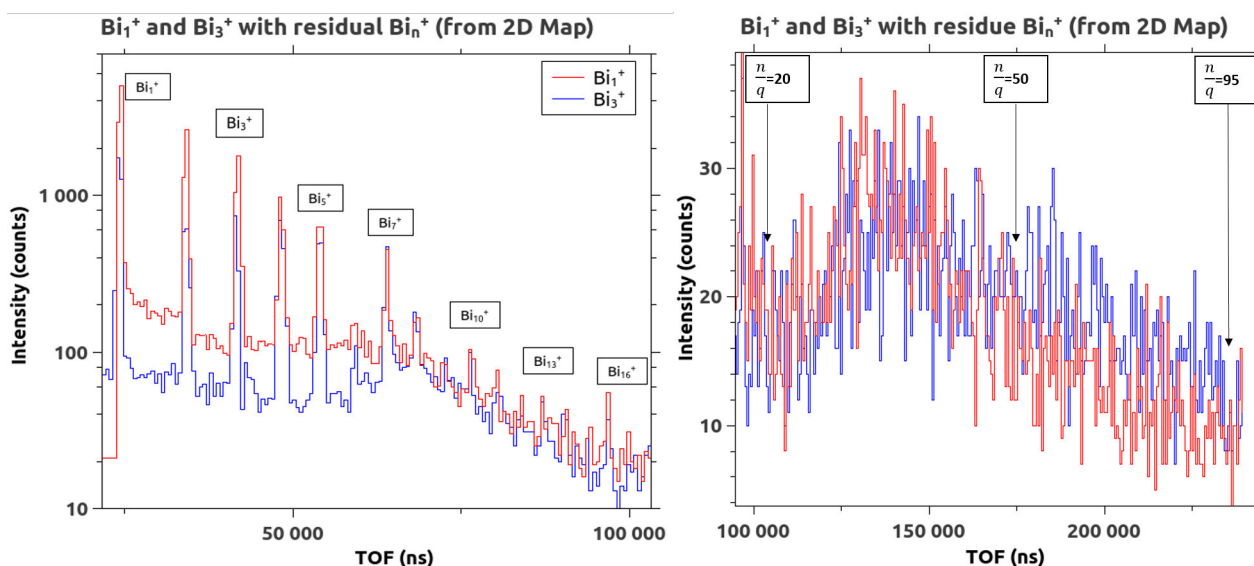 Bi₁⁺ and Bi₃⁺ with residual Biₙ⁺ (from 2D Map)
Intensity (counts)
1 000
100
10
50 000
100 000
TOF (ns)
Bi₁⁺
Bi₃⁺
Bi₁⁺
Bi₃⁺
Bi₅⁺
Bi₇⁺
Bi₁₀⁺
Bi₁₃⁺
Bi₁₆⁺
Bi₁⁺ and Bi₃⁺ with residue Biₙ⁺ (from 2D Map)
Intensity (counts)
30
20
10
100 000
150 000
200 000
TOF (ns)
n/q=20
n/q=50
n/q=95